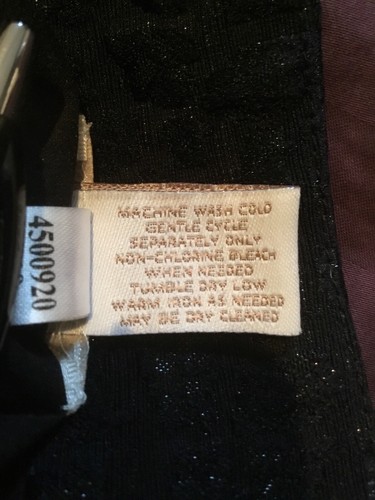 MACHINE WASH COLD
GENTLE CYCLE
SEPARATELY ONLY
NON-CHLORINE BLEACH
WHEN NEEDED
TUMBLE DRY LOW
WARM IRON AS NEEDED
MAY BE DRY CLEANED
4500920